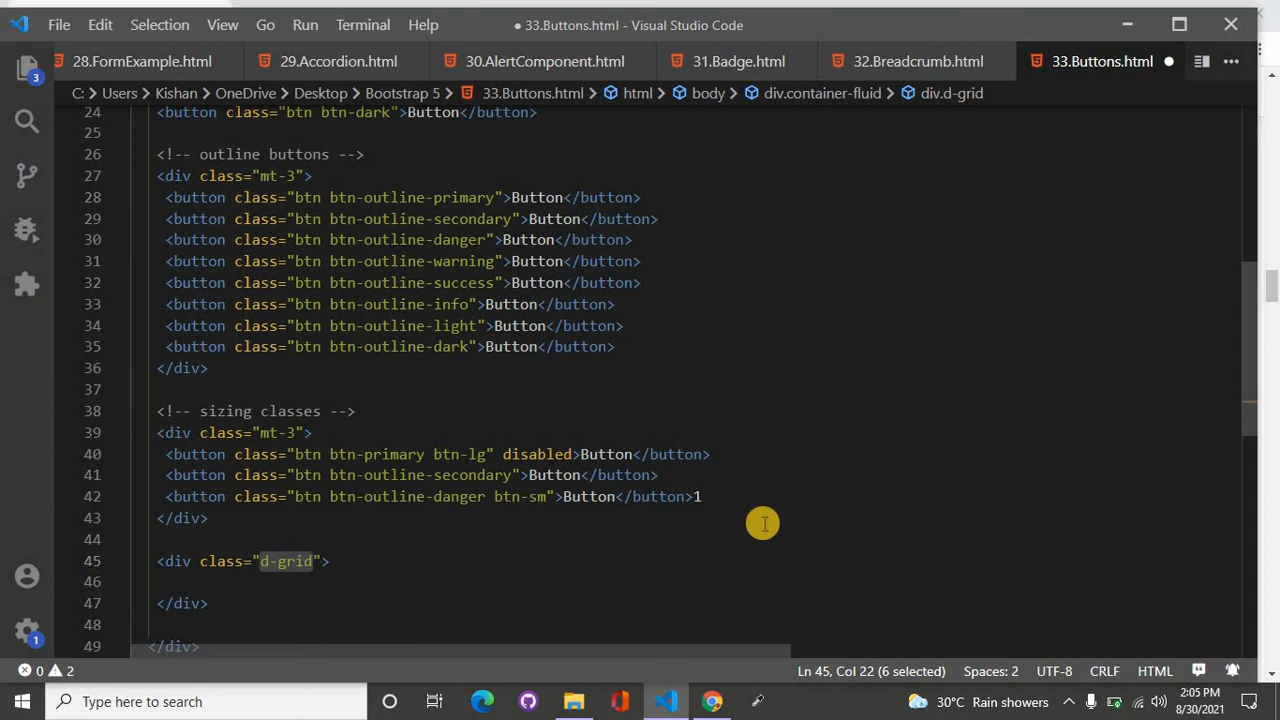 File Edit Selection View Go Run Terminal Help ● 33.Buttons.html - Visual Studio Code
28.FormExample.html 29.Accordion.html 30.AlertComponent.html 31.Badge.html 32.Breadcrumb.html 33.Buttons.html ●
C: > Users > Kishan > OneDrive > Desktop > Bootstrap 5 > 33.Buttons.html > html > body > div.container-fluid > div.d-grid
24 <button class="btn btn-dark">Button</button>
25
26 <!-- outline buttons -->
27 <div class="mt-3">
28 <button class="btn btn-outline-primary">Button</button>
29 <button class="btn btn-outline-secondary">Button</button>
30 <button class="btn btn-outline-danger">Button</button>
31 <button class="btn btn-outline-warning">Button</button>
32 <button class="btn btn-outline-success">Button</button>
33 <button class="btn btn-outline-info">Button</button>
34 <button class="btn btn-outline-light">Button</button>
35 <button class="btn btn-outline-dark">Button</button>
36 </div>
37
38 <!-- sizing classes -->
39 <div class="mt-3">
40 <button class="btn btn-primary btn-lg" disabled>Button</button>
41 <button class="btn btn-outline-secondary">Button</button>
42 <button class="btn btn-outline-danger btn-sm">Button</button>1
43 </div>
44
45 <div class="d-grid">
46
47 </div>
48
49 </div>
3
1
0 2 Ln 45, Col 22 (6 selected) Spaces: 2 UTF-8 CRLF HTML
Type here to search 30°C Rain showers 2:05 PM
8/30/2021